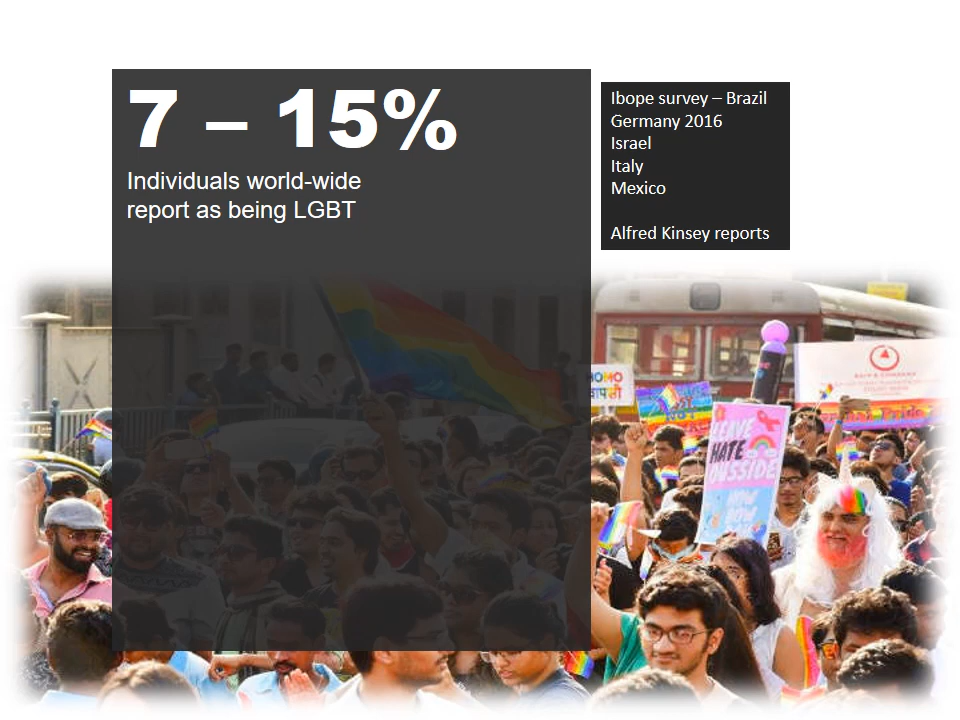 7 – 15%
Individuals world-wide
report as being LGBT
Ibope survey – Brazil
Germany 2016
Israel
Italy
Mexico
Alfred Kinsey reports
LEAVE
HATE
Pride